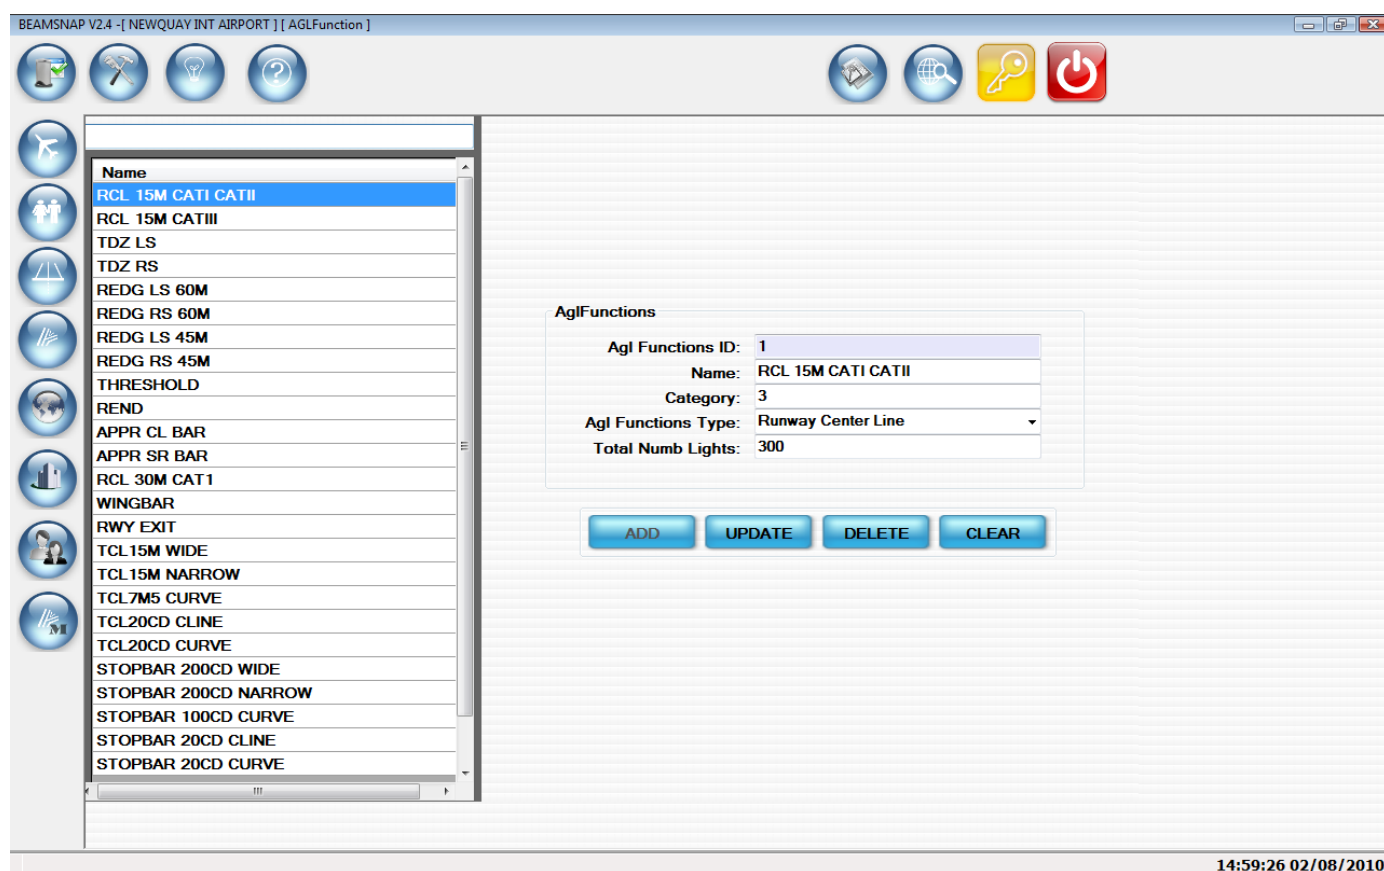 BEAMSNAP V2.4 -[ NEWQUAY INT AIRPORT ] [ AGLFunction ]
Name
RCL 15M CATI CATII
RCL 15M CATIII
TDZ LS
TDZ RS
REDG LS 60M
REDG RS 60M
REDG LS 45M
REDG RS 45M
THRESHOLD
REND
APPR CL BAR
APPR SR BAR
RCL 30M CAT1
WINGBAR
RWY EXIT
TCL15M WIDE
TCL15M NARROW
TCL7M5 CURVE
TCL20CD CLINE
TCL20CD CURVE
STOPBAR 200CD WIDE
STOPBAR 200CD NARROW
STOPBAR 100CD CURVE
STOPBAR 20CD CLINE
STOPBAR 20CD CURVE
M
AglFunctions
Agl Functions ID: 1
Name: RCL 15M CATI CATII
Category: 3
Agl Functions Type: Runway Center Line
Total Numb Lights: 300
ADD UPDATE DELETE CLEAR
14:59:26 02/08/2010